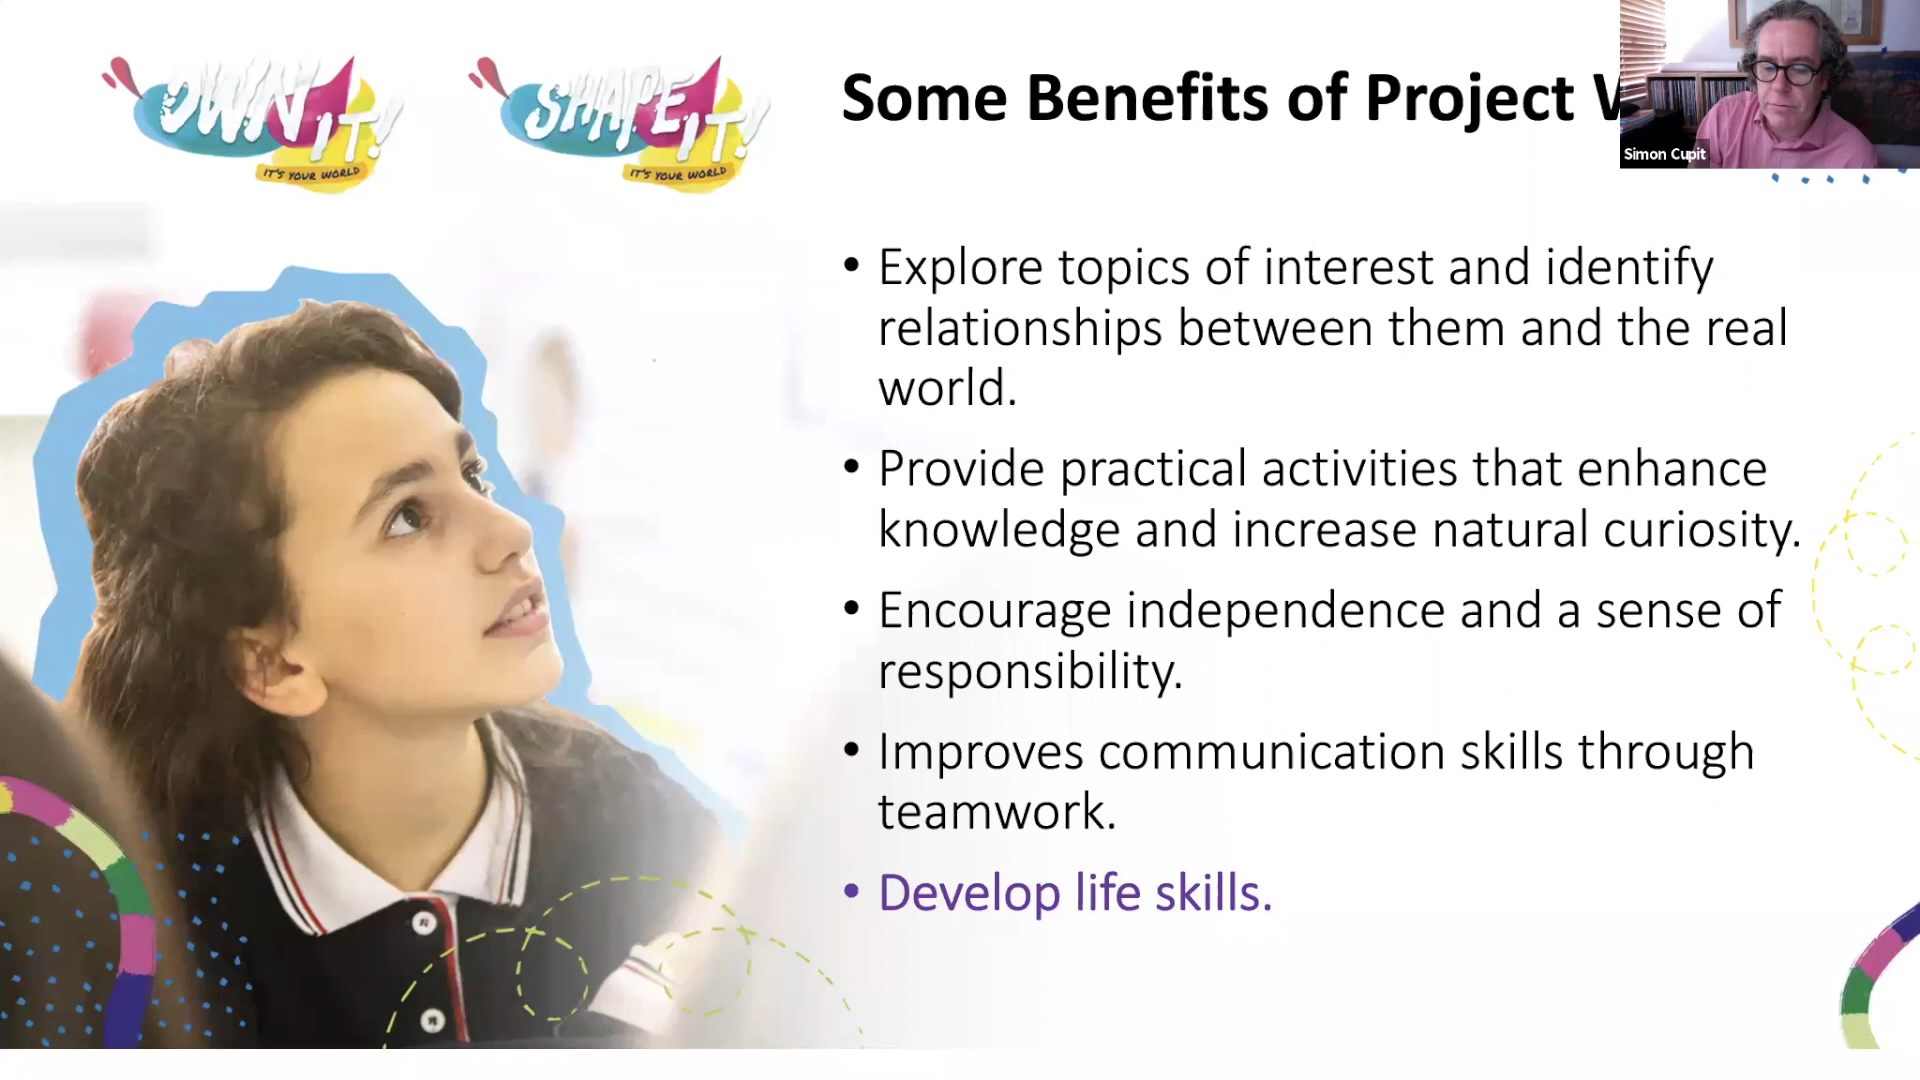 OWN
IT!
IT'S YOUR WORLD
SHAPE
IT!
IT'S YOUR WORLD
Some Benefits of Project
Simon Cupit
• Explore topics of interest and identify
relationships between them and the real
world.
• Provide practical activities that enhance
knowledge and increase natural curiosity.
• Encourage independence and a sense of
responsibility.
• Improves communication skills through
teamwork.
• Develop life skills.